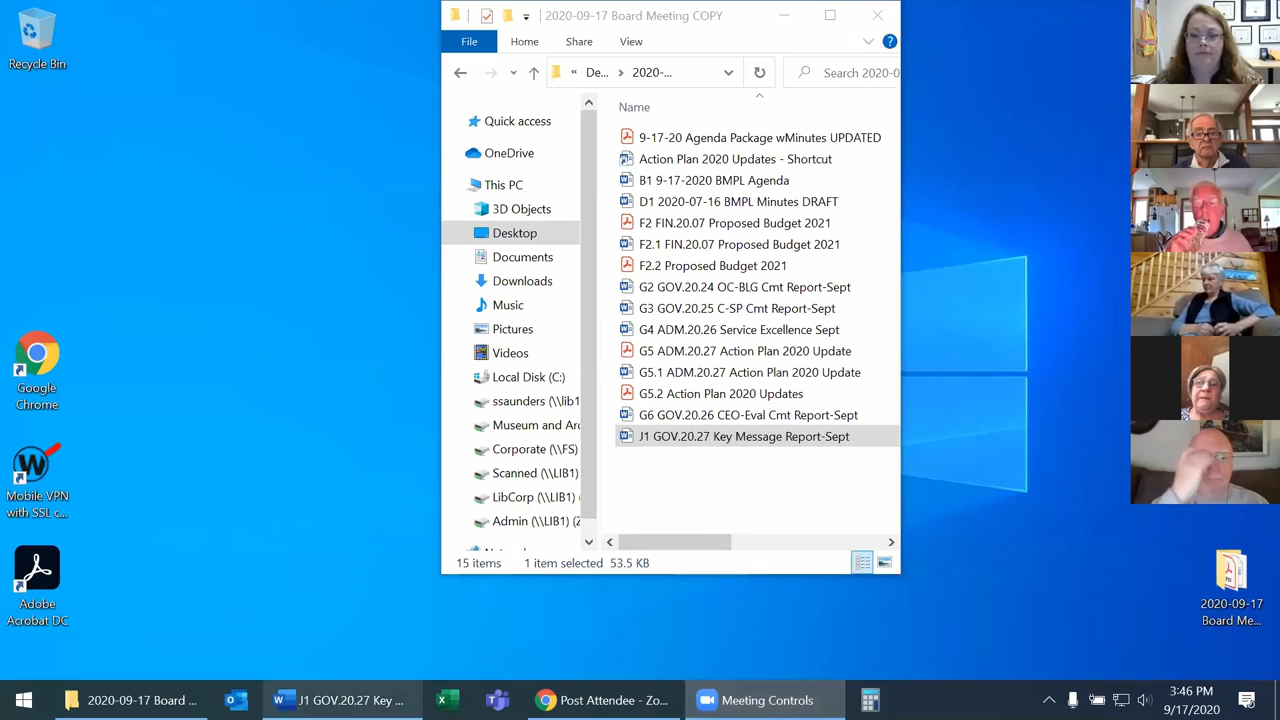 Recycle Bin
2020-09-17 Board Meeting COPY
File Home Share View
« De... › 2020-...
Search 2020-0
Name
Quick access
OneDrive
This PC
3D Objects
Desktop
Documents
Downloads
Music
Pictures
Videos
Local Disk (C:)
ssaunders (\\lib1
Museum and Arc
Corporate (\\FS)
Scanned (\\LIB1)
LibCorp (\\LIB1) (
Admin (\\LIB1) (Z
9-17-20 Agenda Package wMinutes UPDATED
Action Plan 2020 Updates - Shortcut
B1 9-17-2020 BMPL Agenda
D1 2020-07-16 BMPL Minutes DRAFT
F2 FIN.20.07 Proposed Budget 2021
F2.1 FIN.20.07 Proposed Budget 2021
F2.2 Proposed Budget 2021
G2 GOV.20.24 OC-BLG Cmt Report-Sept
G3 GOV.20.25 C-SP Cmt Report-Sept
G4 ADM.20.26 Service Excellence Sept
G5 ADM.20.27 Action Plan 2020 Update
G5.1 ADM.20.27 Action Plan 2020 Update
G5.2 Action Plan 2020 Updates
G6 GOV.20.26 CEO-Eval Cmt Report-Sept
J1 GOV.20.27 Key Message Report-Sept
15 items 1 item selected 53.5 KB
Google
Chrome
Mobile VPN
with SSL c...
Adobe
Acrobat DC
2020-09-17
Board Me...
2020-09-17 Board ...
J1 GOV.20.27 Key ...
Post Attendee - Zo...
Meeting Controls
3:46 PM
9/17/2020